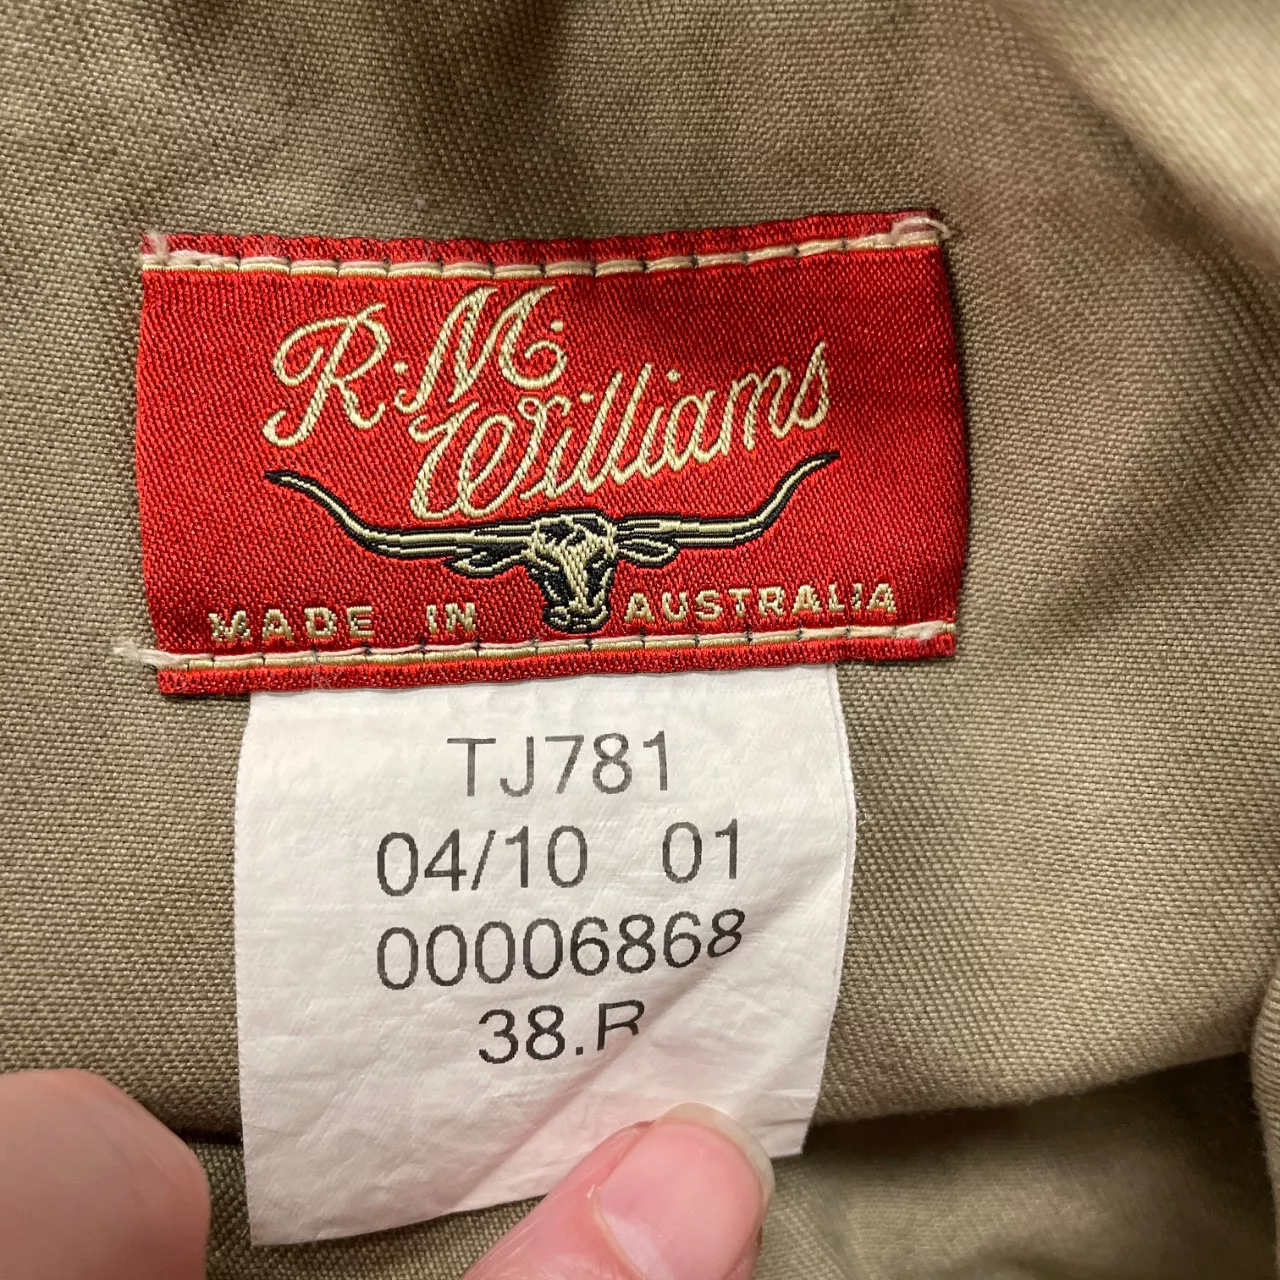 R.M.
Williams
MADE IN AUSTRALIA
TJ781
04/10 01
00006868
38.R